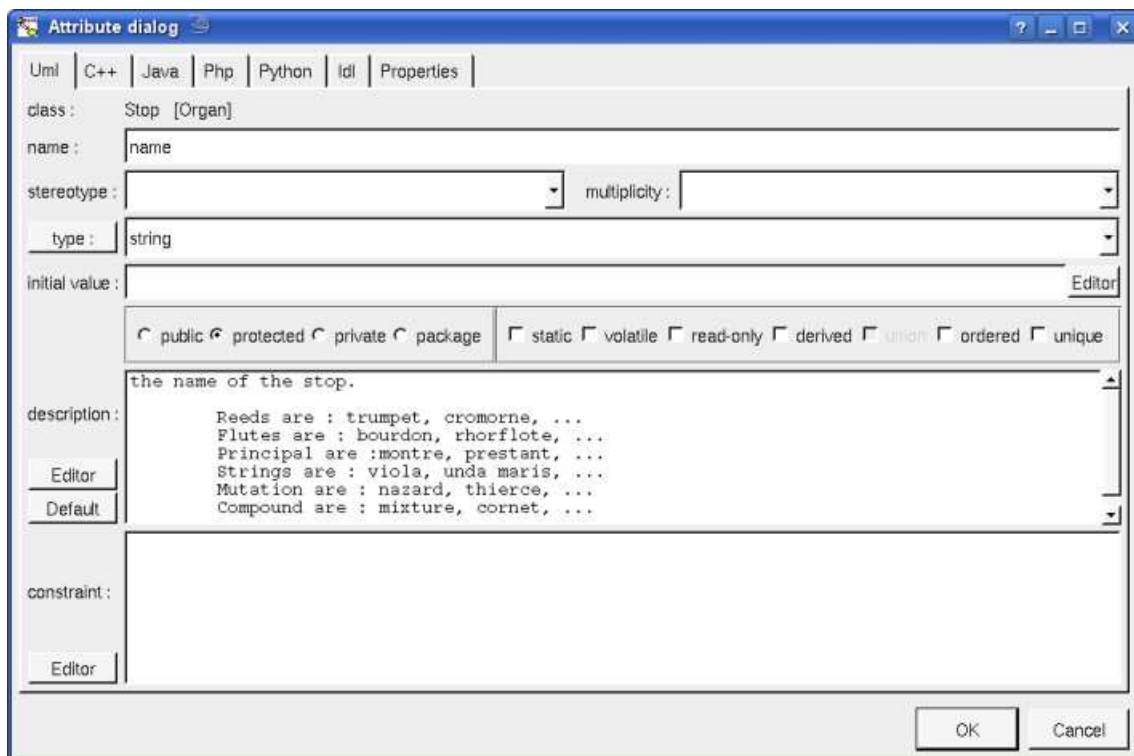 Attribute dialog
Uml C++ Java Php Python Idl Properties
class : Stop [Organ]
name : name
stereotype : multiplicity :
type : string
initial value : Editor
public protected private package static volatile read-only derived union ordered unique
the name of the stop.
description :
Reeds are : trumpet, cromorne, ...
Flutes are : bourdon, rhorflote, ...
Principal are :montre, prestant, ...
Strings are : viola, unda maris, ...
Mutation are : nazard, thierce, ...
Compound are : mixture, cornet, ...
Editor
Default
constraint :
Editor
OK Cancel